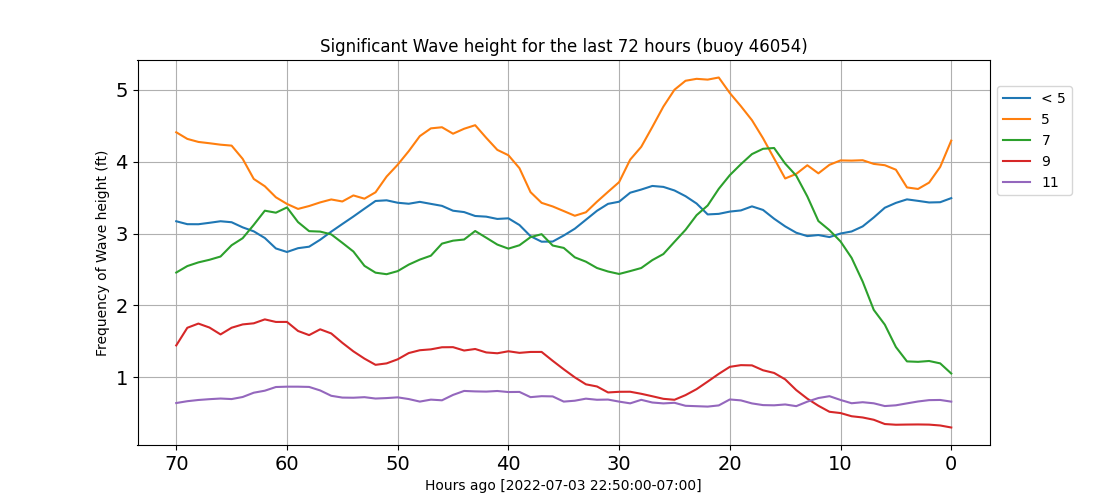 Significant Wave height for the last 72 hours (buoy 46054)
Frequency of Wave height (ft)
5
4
3
2
1
70 60 50 40 30 20 10 0
Hours ago [2022-07-03 22:50:00-07:00]
< 5
5
7
9
11